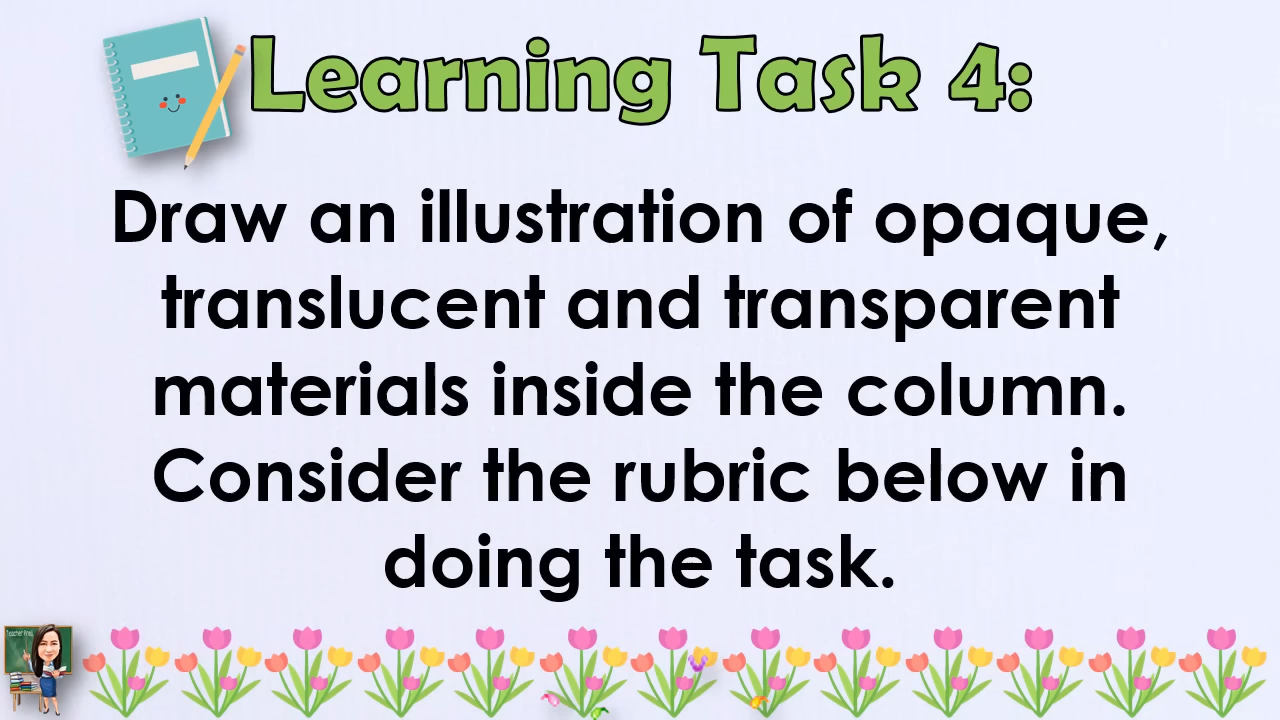 Learning Task 4:
Draw an illustration of opaque,
translucent and transparent
materials inside the column.
Consider the rubric below in
doing the task.